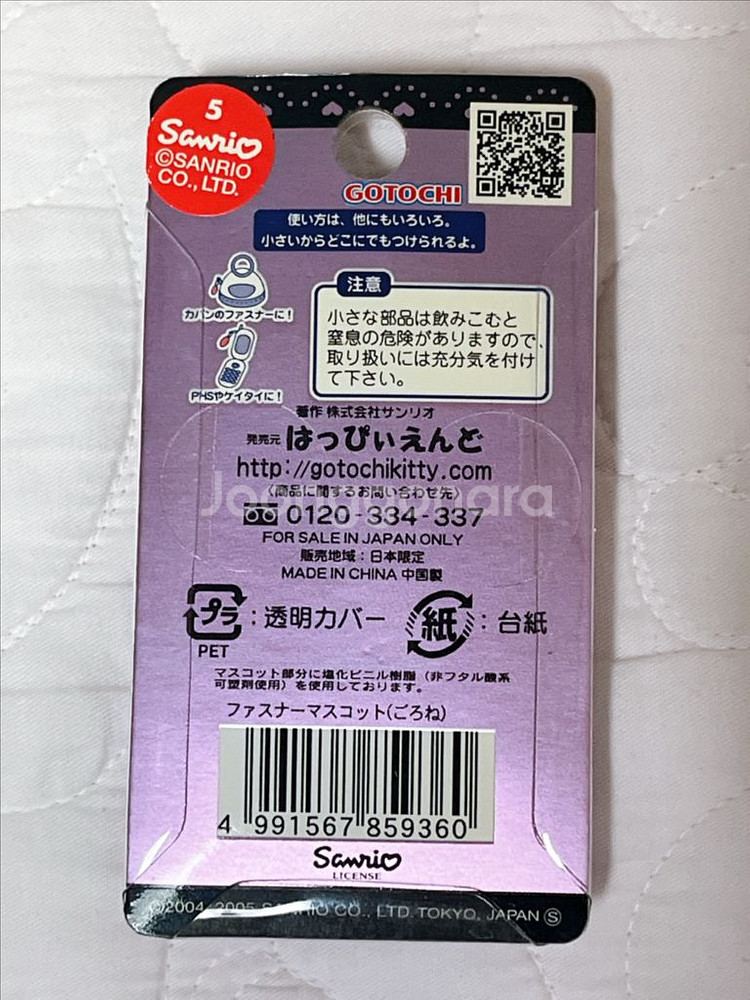 5
Sanrio
©SANRIO
CO., LTD.
GOTOCHI
使い方は、他にもいろいろ。
小さいからどこにでもつけられるよ。
カバンのファスナーに!
PHSやケイタイに!
注意
小さな部品は飲みこむと
窒息の危険がありますので、
取り扱いには充分気を付け
て下さい。
著作 株式会社サンリオ
発売元 はっぴぃえんど
http://gotochikitty.com
〈商品に関するお問い合わせ先〉
0120-334-337
Joongonara
FOR SALE IN JAPAN ONLY
販売地域:日本限定
MADE IN CHINA 中国製
プラ:透明カバー
PET
紙:台紙
マスコット部分に塩化ビニル樹脂(非フタル酸系
可塑剤使用)を使用しております。
ファスナーマスコット(ごろね)
4 991567 859360
Sanrio
LICENSE
©2004, 2005 SANRIO CO., LTD. TOKYO, JAPAN Ⓢ